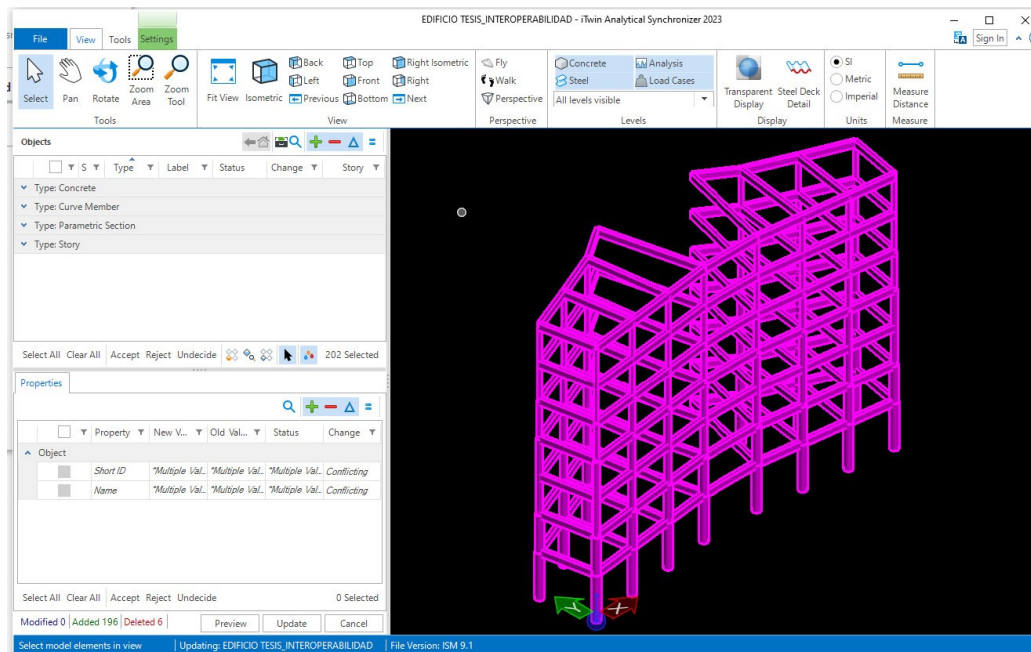 EDIFICIO TESIS_INTEROPERABILIDAD - iTwin Analytical Synchronizer 2023
File View Tools Settings Sign In
Select Pan Rotate Zoom Area Zoom Tool
Tools
Fit View Isometric
Back Top Right Isometric
Left Front Right
Previous Bottom Next
View
Fly
Walk
Perspective
Perspective
Concrete Analysis
Steel Load Cases
All levels visible
Levels
Transparent Display Steel Deck Detail
Display
SI
Metric
Imperial
Units
Measure Distance
Measure
Objects
S Type Label Status Change Story
Type: Concrete
Type: Curve Member
Type: Parametric Section
Type: Story
Select All Clear All Accept Reject Undecide 202 Selected
Properties
Property New V... Old Val... Status Change
Object
Short ID *Multiple Val... *Multiple Val... *Multiple Val... Conflicting
Name *Multiple Val... *Multiple Val... *Multiple Val... Conflicting
Select All Clear All Accept Reject Undecide 0 Selected
Modified 0 Added 196 Deleted 6 Preview Update Cancel
Y X
Select model elements in view Updating: EDIFICIO TESIS_INTEROPERABILIDAD File Version: ISM 9.1